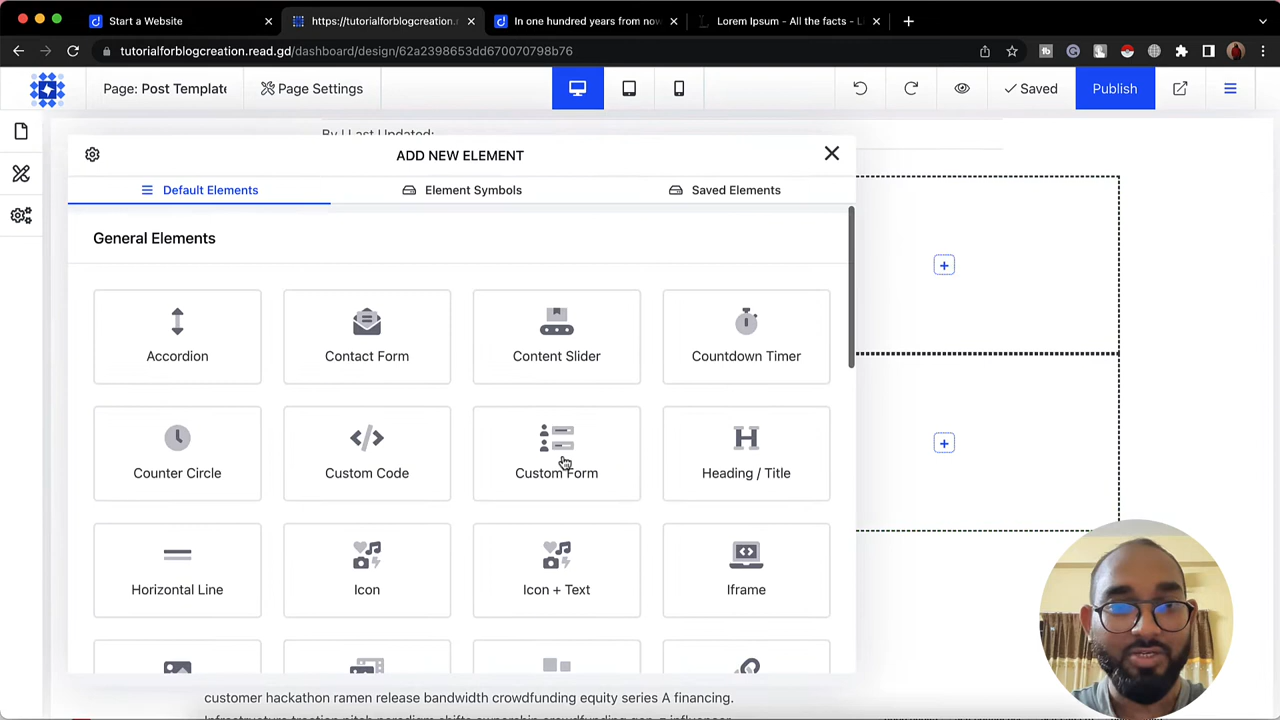 Start a Website
https://tutorialforblogcreation.
In one hundred years from now
Lorem Ipsum - All the facts - Li
tutorialforblogcreation.read.gd/dashboard/design/62a2398653d670070798b76
Page: Post Template
Page Settings
Saved
Publish
By | Last Updated:
ADD NEW ELEMENT
Default Elements
Element Symbols
Saved Elements
General Elements
Accordion
Contact Form
Content Slider
Countdown Timer
Counter Circle
Custom Code
Custom Form
Heading / Title
Horizontal Line
Icon
Icon + Text
Iframe
customer hackathon ramen release bandwidth crowdfunding equity series A financing.